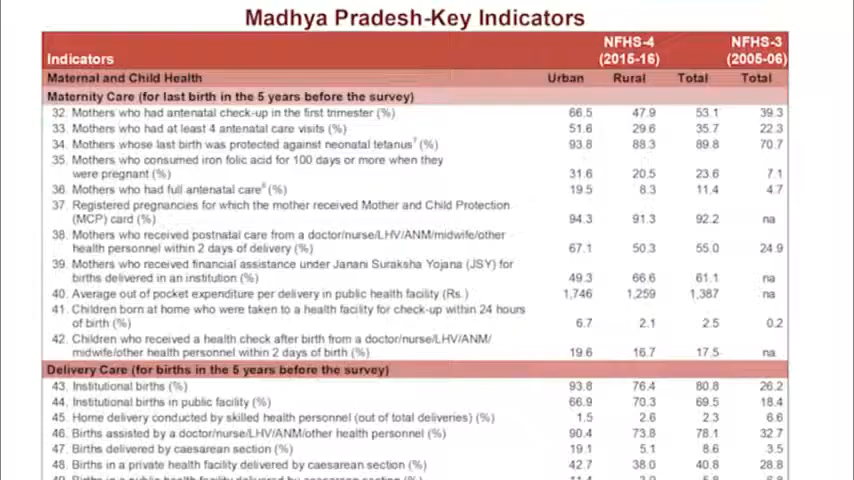 Madhya Pradesh-Key Indicators
NFHS-4 NFHS-3
Indicators (2015-16) (2005-06)
Maternal and Child Health Urban Rural Total Total
Maternity Care (for last birth in the 5 years before the survey)
32. Mothers who had antenatal check-up in the first trimester (%) 66.5 47.9 53.1 39.3
33. Mothers who had at least 4 antenatal care visits (%) 51.6 29.6 35.7 22.3
34. Mothers whose last birth was protected against neonatal tetanus⁷ (%) 93.8 88.3 89.8 70.7
35. Mothers who consumed iron folic acid for 100 days or more when they
were pregnant (%) 31.6 20.5 23.6 7.1
36. Mothers who had full antenatal care⁸ (%) 19.5 8.3 11.4 4.7
37. Registered pregnancies for which the mother received Mother and Child Protection
(MCP) card (%) 94.3 91.3 92.2 na
38. Mothers who received postnatal care from a doctor/nurse/LHV/ANM/midwife/other
health personnel within 2 days of delivery (%) 67.1 50.3 55.0 24.9
39. Mothers who received financial assistance under Janani Suraksha Yojana (JSY) for
births delivered in an institution (%) 49.3 66.6 61.1 na
40. Average out of pocket expenditure per delivery in public health facility (Rs.) 1,746 1,259 1,387 na
41. Children born at home who were taken to a health facility for check-up within 24 hours
of birth (%) 6.7 2.1 2.5 0.2
42. Children who received a health check after birth from a doctor/nurse/LHV/ANM/
midwife/other health personnel within 2 days of birth (%) 19.6 16.7 17.5 na
Delivery Care (for births in the 5 years before the survey)
43. Institutional births (%) 93.8 76.4 80.8 26.2
44. Institutional births in public facility (%) 66.9 70.3 69.5 18.4
45. Home delivery conducted by skilled health personnel (out of total deliveries) (%) 1.5 2.6 2.3 6.6
46. Births assisted by a doctor/nurse/LHV/ANM/other health personnel (%) 90.4 73.8 78.1 32.7
47. Births delivered by caesarean section (%) 19.1 5.1 8.6 3.5
48. Births in a private health facility delivered by caesarean section (%) 42.7 38.0 40.8 28.8